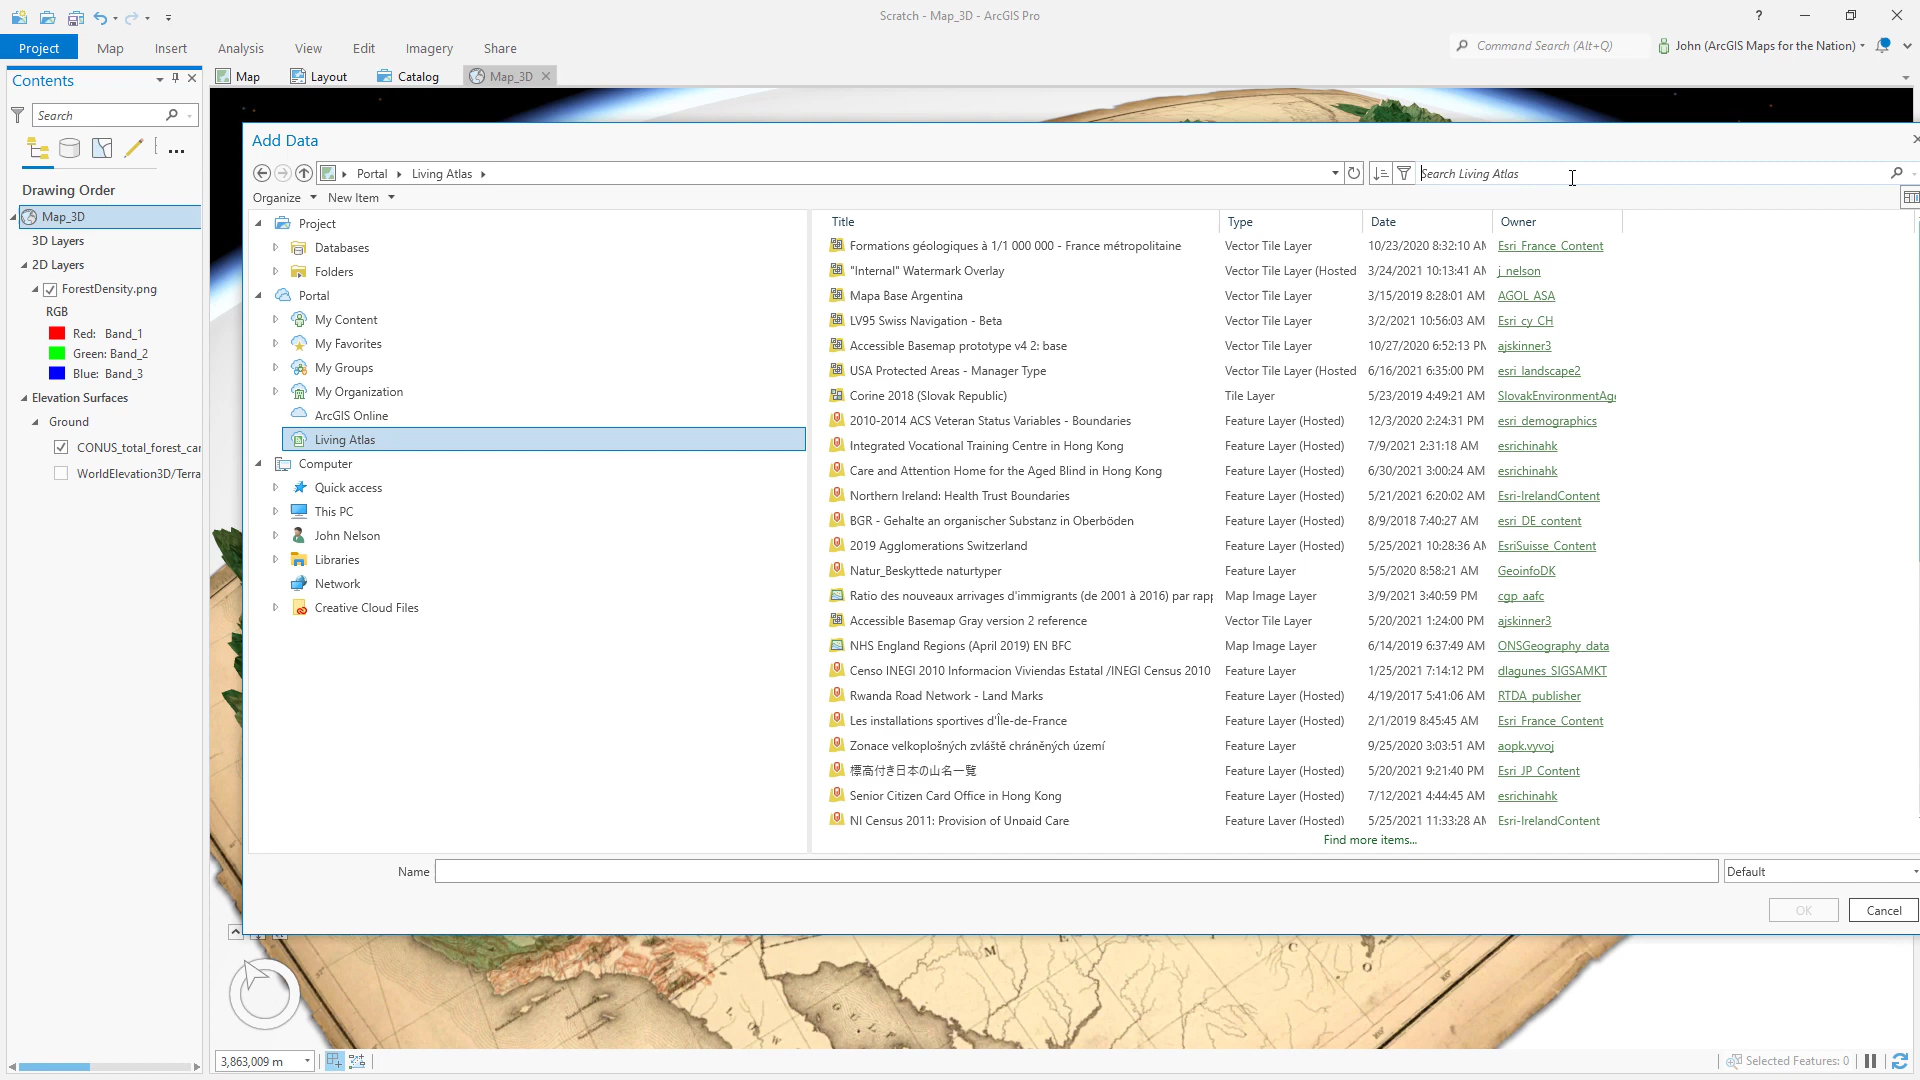 Scratch - Map_3D - ArcGIS Pro
?
Project Map Insert Analysis View Edit Imagery Share
Command Search (Alt+Q)
John (ArcGIS Maps for the Nation)
Contents
Map Layout Catalog Map_3D
Search
Drawing Order
Map_3D
3D Layers
2D Layers
ForestDensity.png
RGB
Red: Band_1
Green: Band_2
Blue: Band_3
Elevation Surfaces
Ground
CONUS_total_forest_car
WorldElevation3D/Terra
Add Data
Portal Living Atlas
Search Living Atlas
Organize New Item
Project
Databases
Folders
Portal
My Content
My Favorites
My Groups
My Organization
ArcGIS Online
Living Atlas
Computer
Quick access
This PC
John Nelson
Libraries
Network
Creative Cloud Files
Title Type Date Owner
Formations géologiques à 1/1 000 000 - France métropolitaine Vector Tile Layer 10/23/2020 8:32:10 AM Esri_France_Content
"Internal" Watermark Overlay Vector Tile Layer (Hosted 3/24/2021 10:13:41 AM j_nelson
Mapa Base Argentina Vector Tile Layer 3/15/2019 8:28:01 AM AGOL_ASA
LV95 Swiss Navigation - Beta Vector Tile Layer 3/2/2021 10:56:03 AM Esri_cy_CH
Accessible Basemap prototype v4 2: base Vector Tile Layer 10/27/2020 6:52:13 PM ajskinner3
USA Protected Areas - Manager Type Vector Tile Layer (Hosted 6/16/2021 6:35:00 PM esri_landscape2
Corine 2018 (Slovak Republic) Tile Layer 5/23/2019 4:49:21 AM SlovakEnvironmentAge
2010-2014 ACS Veteran Status Variables - Boundaries Feature Layer (Hosted) 12/3/2020 2:24:31 PM esri_demographics
Integrated Vocational Training Centre in Hong Kong Feature Layer (Hosted) 7/9/2021 2:31:18 AM esrichinahk
Care and Attention Home for the Aged Blind in Hong Kong Feature Layer (Hosted) 6/30/2021 3:00:24 AM esrichinahk
Northern Ireland: Health Trust Boundaries Feature Layer (Hosted) 5/21/2021 6:20:02 AM Esri-IrelandContent
BGR - Gehalte an organischer Substanz in Oberböden Feature Layer (Hosted) 8/9/2018 7:40:27 AM esri_DE_content
2019 Agglomerations Switzerland Feature Layer (Hosted) 5/25/2021 10:28:36 AM EsriSuisse_Content
Natur_Beskyttede naturtyper Feature Layer 5/5/2020 8:58:21 AM GeoinfoDK
Ratio des nouveaux arrivages d'immigrants (de 2001 à 2016) par rapp Map Image Layer 3/9/2021 3:40:59 PM cgp_aafc
Accessible Basemap Gray version 2 reference Vector Tile Layer 5/20/2021 1:24:00 PM ajskinner3
NHS England Regions (April 2019) EN BFC Map Image Layer 6/14/2019 6:37:49 AM ONSGeography_data
Censo INEGI 2010 Informacion Viviendas Estatal /INEGI Census 2010 Feature Layer 1/25/2021 7:14:12 PM dlagunes_SIGSAMKT
Rwanda Road Network - Land Marks Feature Layer (Hosted) 4/19/2017 5:41:06 AM RTDA_publisher
Les installations sportives d'Île-de-France Feature Layer (Hosted) 2/1/2019 8:45:45 AM Esri_France_Content
Zonace velkoplošných zvláště chráněných území Feature Layer 9/25/2020 3:03:51 AM aopk.vyvoj
標高付き日本の山名一覧 Feature Layer (Hosted) 5/20/2021 9:21:40 PM Esri_JP_Content
Senior Citizen Card Office in Hong Kong Feature Layer (Hosted) 7/12/2021 4:44:45 AM esrichinahk
NI Census 2011: Provision of Unpaid Care Feature Layer (Hosted) 5/25/2021 11:33:28 AM Esri-IrelandContent
Find more items...
Name
Default
OK Cancel
GULF
3,863,009 m
Selected Features: 0